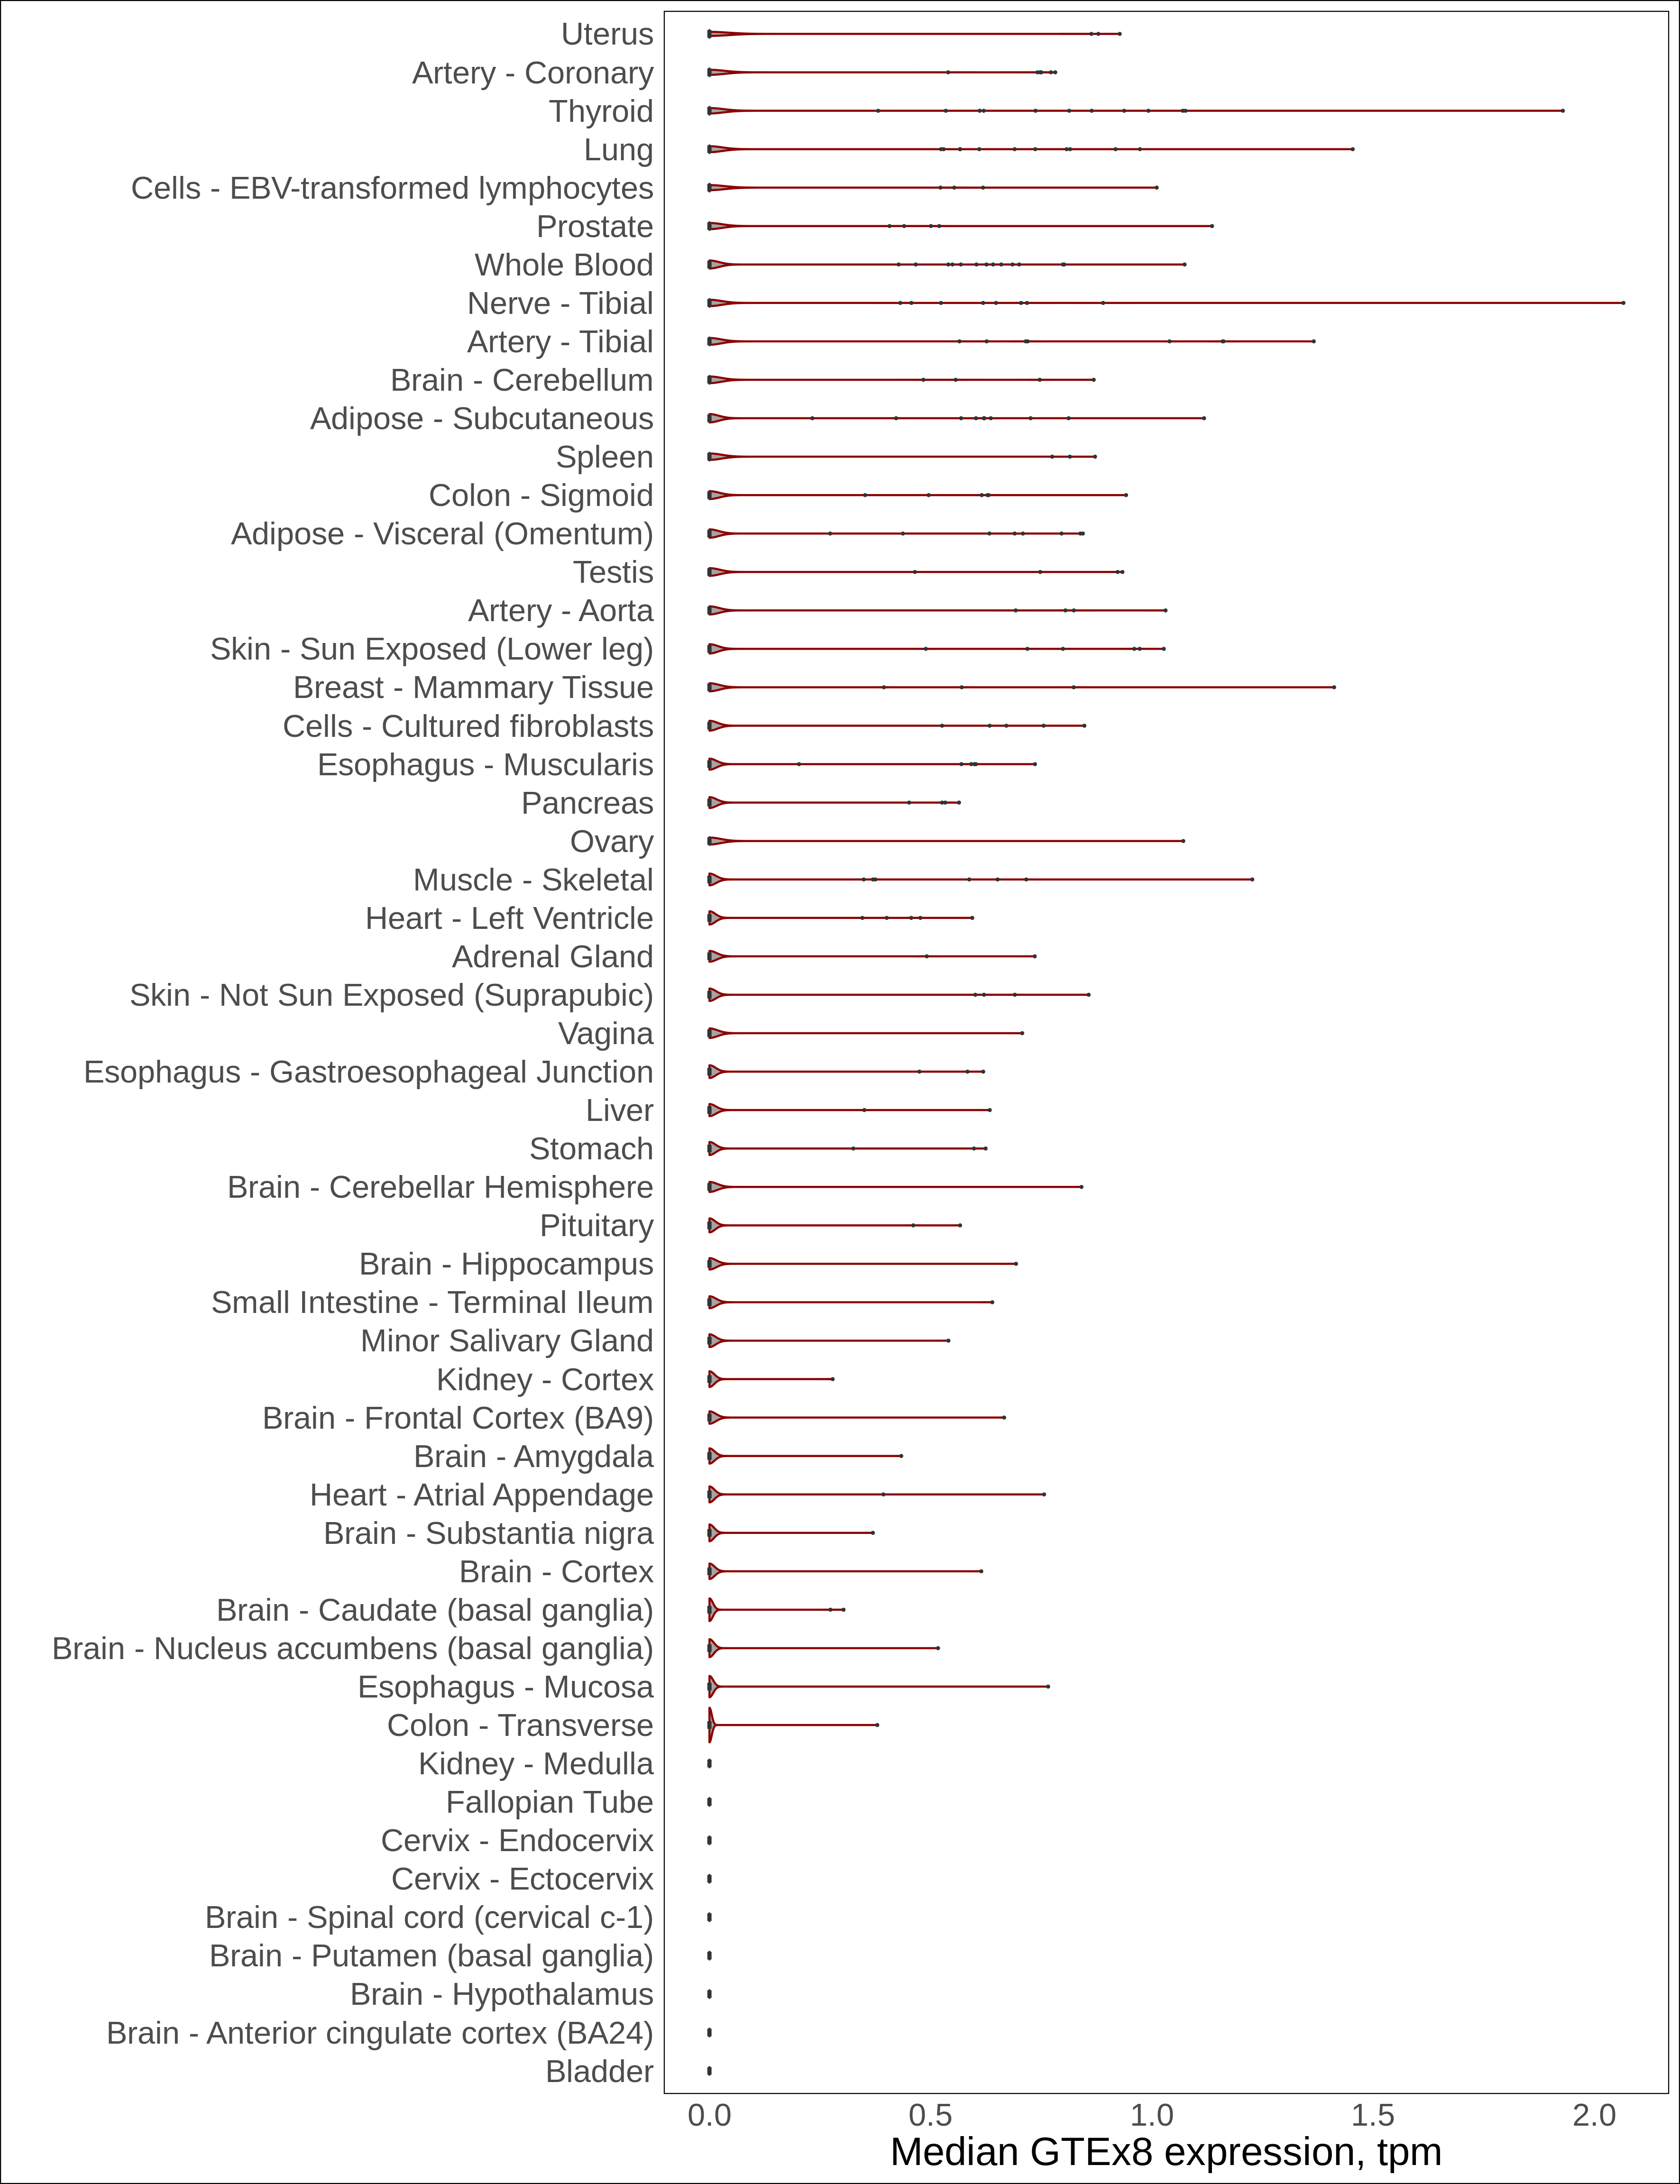 Uterus
Artery - Coronary
Thyroid
Lung
Cells - EBV-transformed lymphocytes
Prostate
Whole Blood
Nerve - Tibial
Artery - Tibial
Brain - Cerebellum
Adipose - Subcutaneous
Spleen
Colon - Sigmoid
Adipose - Visceral (Omentum)
Testis
Artery - Aorta
Skin - Sun Exposed (Lower leg)
Breast - Mammary Tissue
Cells - Cultured fibroblasts
Esophagus - Muscularis
Pancreas
Ovary
Muscle - Skeletal
Heart - Left Ventricle
Adrenal Gland
Skin - Not Sun Exposed (Suprapubic)
Vagina
Esophagus - Gastroesophageal Junction
Liver
Stomach
Brain - Cerebellar Hemisphere
Pituitary
Brain - Hippocampus
Small Intestine - Terminal Ileum
Minor Salivary Gland
Kidney - Cortex
Brain - Frontal Cortex (BA9)
Brain - Amygdala
Heart - Atrial Appendage
Brain - Substantia nigra
Brain - Cortex
Brain - Caudate (basal ganglia)
Brain - Nucleus accumbens (basal ganglia)
Esophagus - Mucosa
Colon - Transverse
Kidney - Medulla
Fallopian Tube
Cervix - Endocervix
Cervix - Ectocervix
Brain - Spinal cord (cervical c-1)
Brain - Putamen (basal ganglia)
Brain - Hypothalamus
Brain - Anterior cingulate cortex (BA24)
Bladder
0.0 0.5 1.0 1.5 2.0
Median GTEx8 expression, tpm